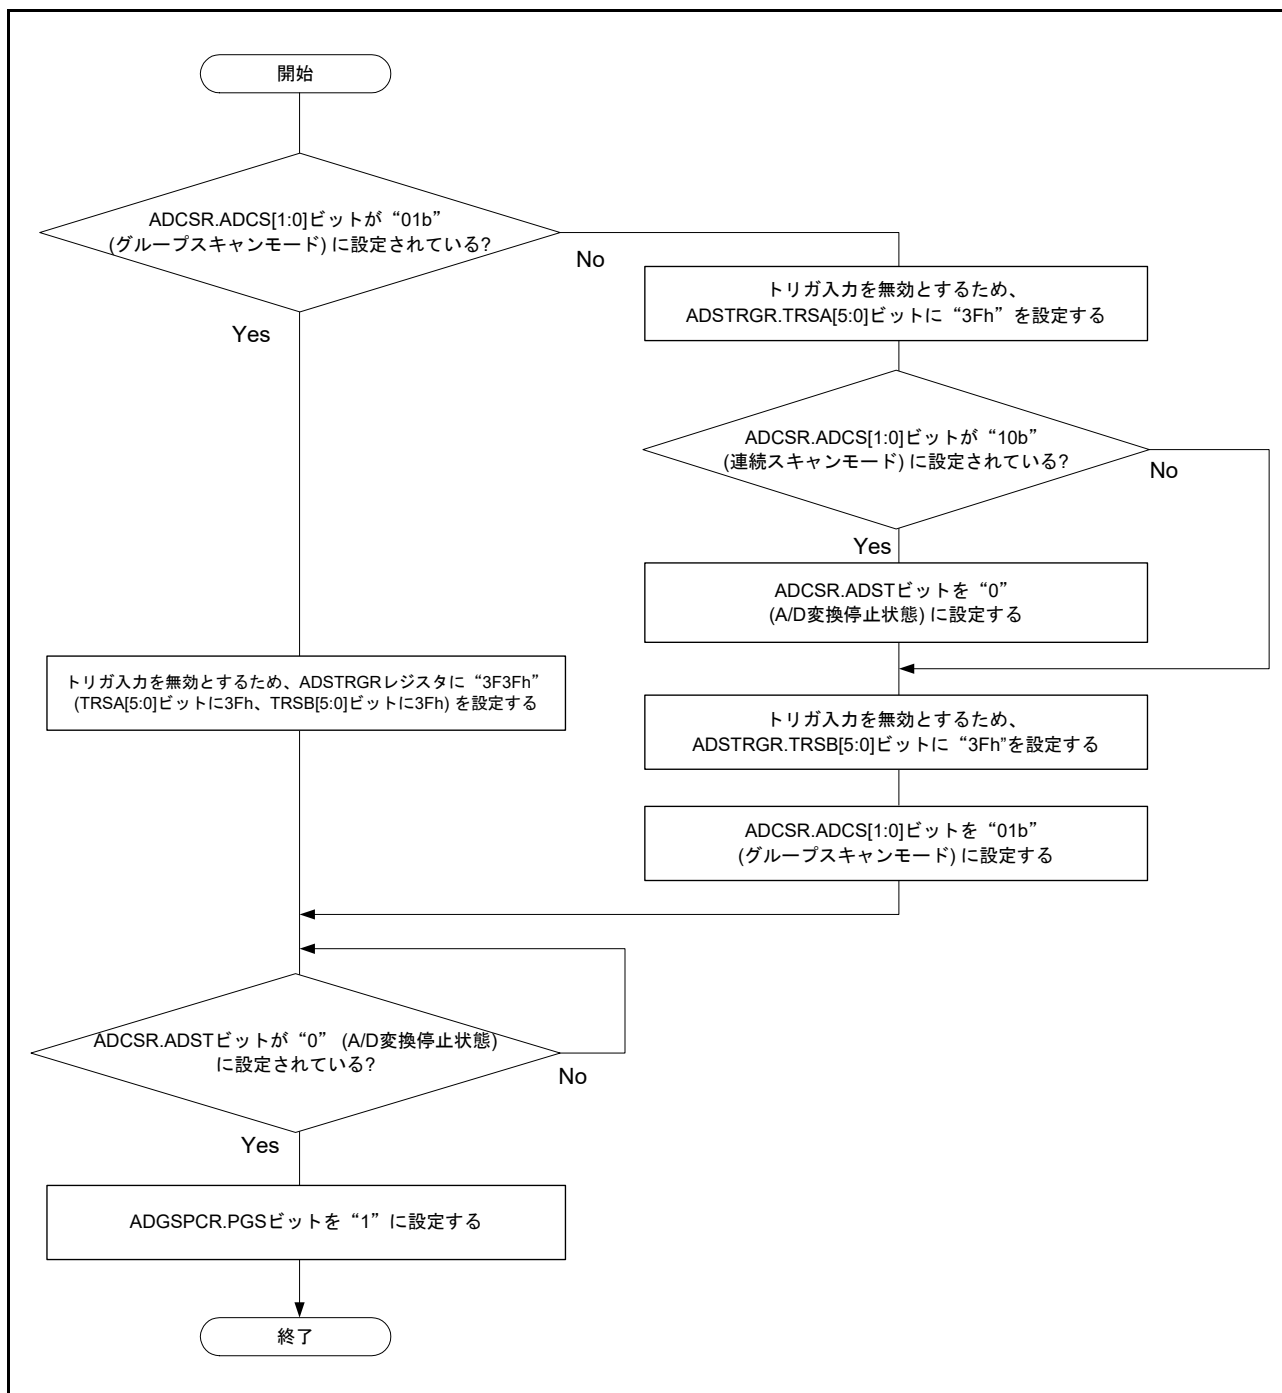 開始
ADCSR.ADCS[1:0]ビットが“01b”
(グループスキャンモード) に設定されている?
No
Yes
トリガ入力を無効とするため、
ADSTRGR.TRSA[5:0]ビットに“3Fh”を設定する
ADCSR.ADCS[1:0]ビットが“10b”
(連続スキャンモード) に設定されている?
No
Yes
ADCSR.ADSTビットを“0”
(A/D変換停止状態) に設定する
トリガ入力を無効とするため、ADSTRGRレジスタに“3F3Fh”
(TRSA[5:0]ビットに3Fh、TRSB[5:0]ビットに3Fh) を設定する
トリガ入力を無効とするため、
ADSTRGR.TRSB[5:0]ビットに“3Fh”を設定する
ADCSR.ADCS[1:0]ビットを“01b”
(グループスキャンモード) に設定する
ADCSR.ADSTビットが“0” (A/D変換停止状態)
に設定されている?
No
Yes
ADGSPCR.PGSビットを“1”に設定する
終了